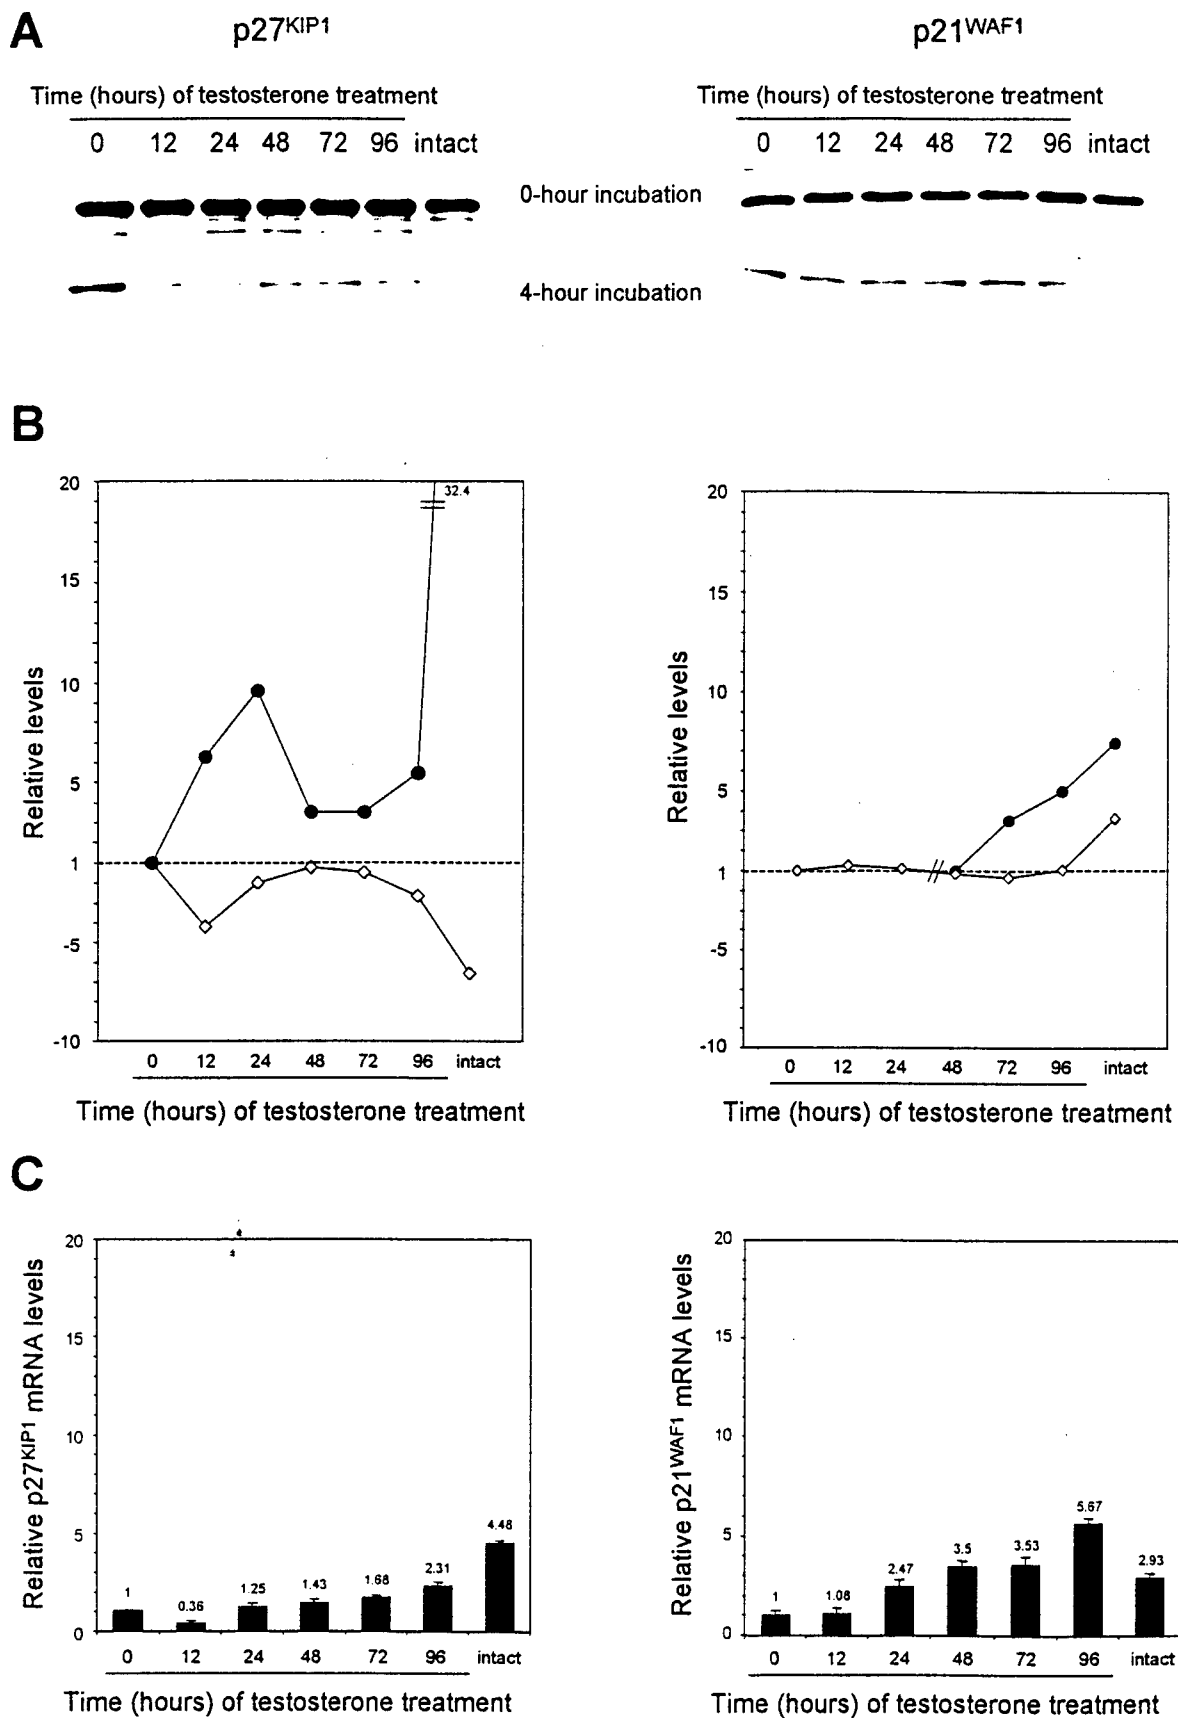 A
p27KIP1
p21WAF1
Time (hours) of testosterone treatment
Time (hours) of testosterone treatment
0 12 24 48 72 96 intact
0 12 24 48 72 96 intact
0-hour incubation
4-hour incubation
B
Relative levels
20
15
10
5
1
-5
-10
32.4
0 12 24 48 72 96 intact
Time (hours) of testosterone treatment
Relative levels
20
15
10
5
1
-5
-10
0 12 24 48 72 96 intact
Time (hours) of testosterone treatment
C
Relative p27KIP1 mRNA levels
20
15
10
5
0
1 0.36 1.25 1.43 1.68 2.31 4.48
0 12 24 48 72 96 intact
Time (hours) of testosterone treatment
Relative p21WAF1 mRNA levels
20
15
10
5
0
1 1.08 2.47 3.5 3.53 5.67 2.93
0 12 24 48 72 96 intact
Time (hours) of testosterone treatment